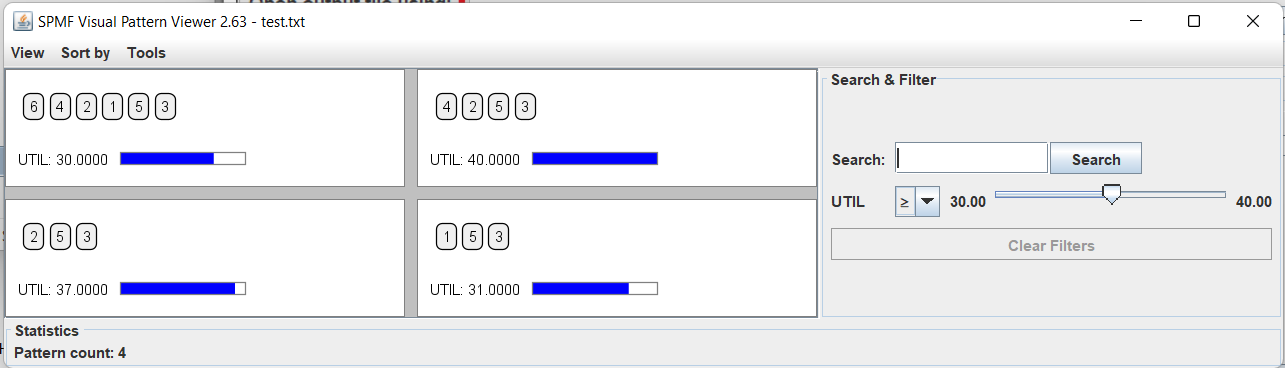 SPMF Visual Pattern Viewer 2.63 - test.txt
View Sort by Tools
6 4 2 1 5 3
UTIL: 30.0000
4 2 5 3
UTIL: 40.0000
2 5 3
UTIL: 37.0000
1 5 3
UTIL: 31.0000
Search & Filter
Search: Search
UTIL ≥ 30.00 40.00
Clear Filters
Statistics
Pattern count: 4